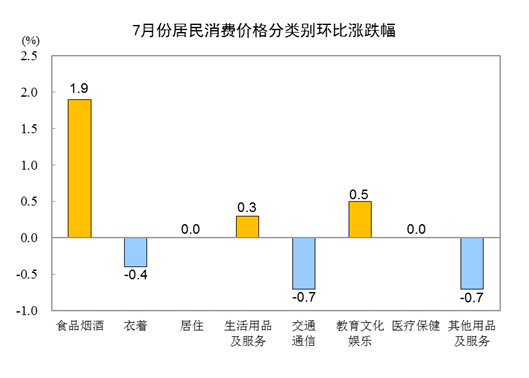 7月份居民消费价格分类别环比涨跌幅
(%)
2.5
2.0
1.5
1.0
0.5
0.0
-0.5
-1.0
1.9
-0.4
0.0
0.3
-0.7
0.5
0.0
-0.7
食品烟酒
衣着
居住
生活用品
及服务
交通
通信
教育文化
娱乐
医疗保健
其他用品
及服务